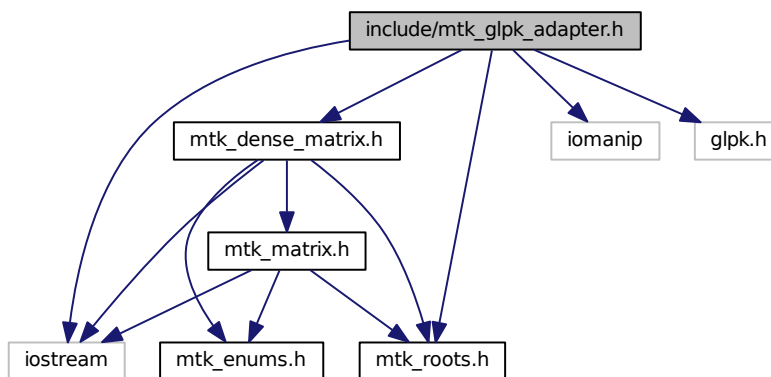 include/mtk_glpk_adapter.h
mtk_dense_matrix.h
iomanip
glpk.h
mtk_matrix.h
iostream
mtk_enums.h
mtk_roots.h